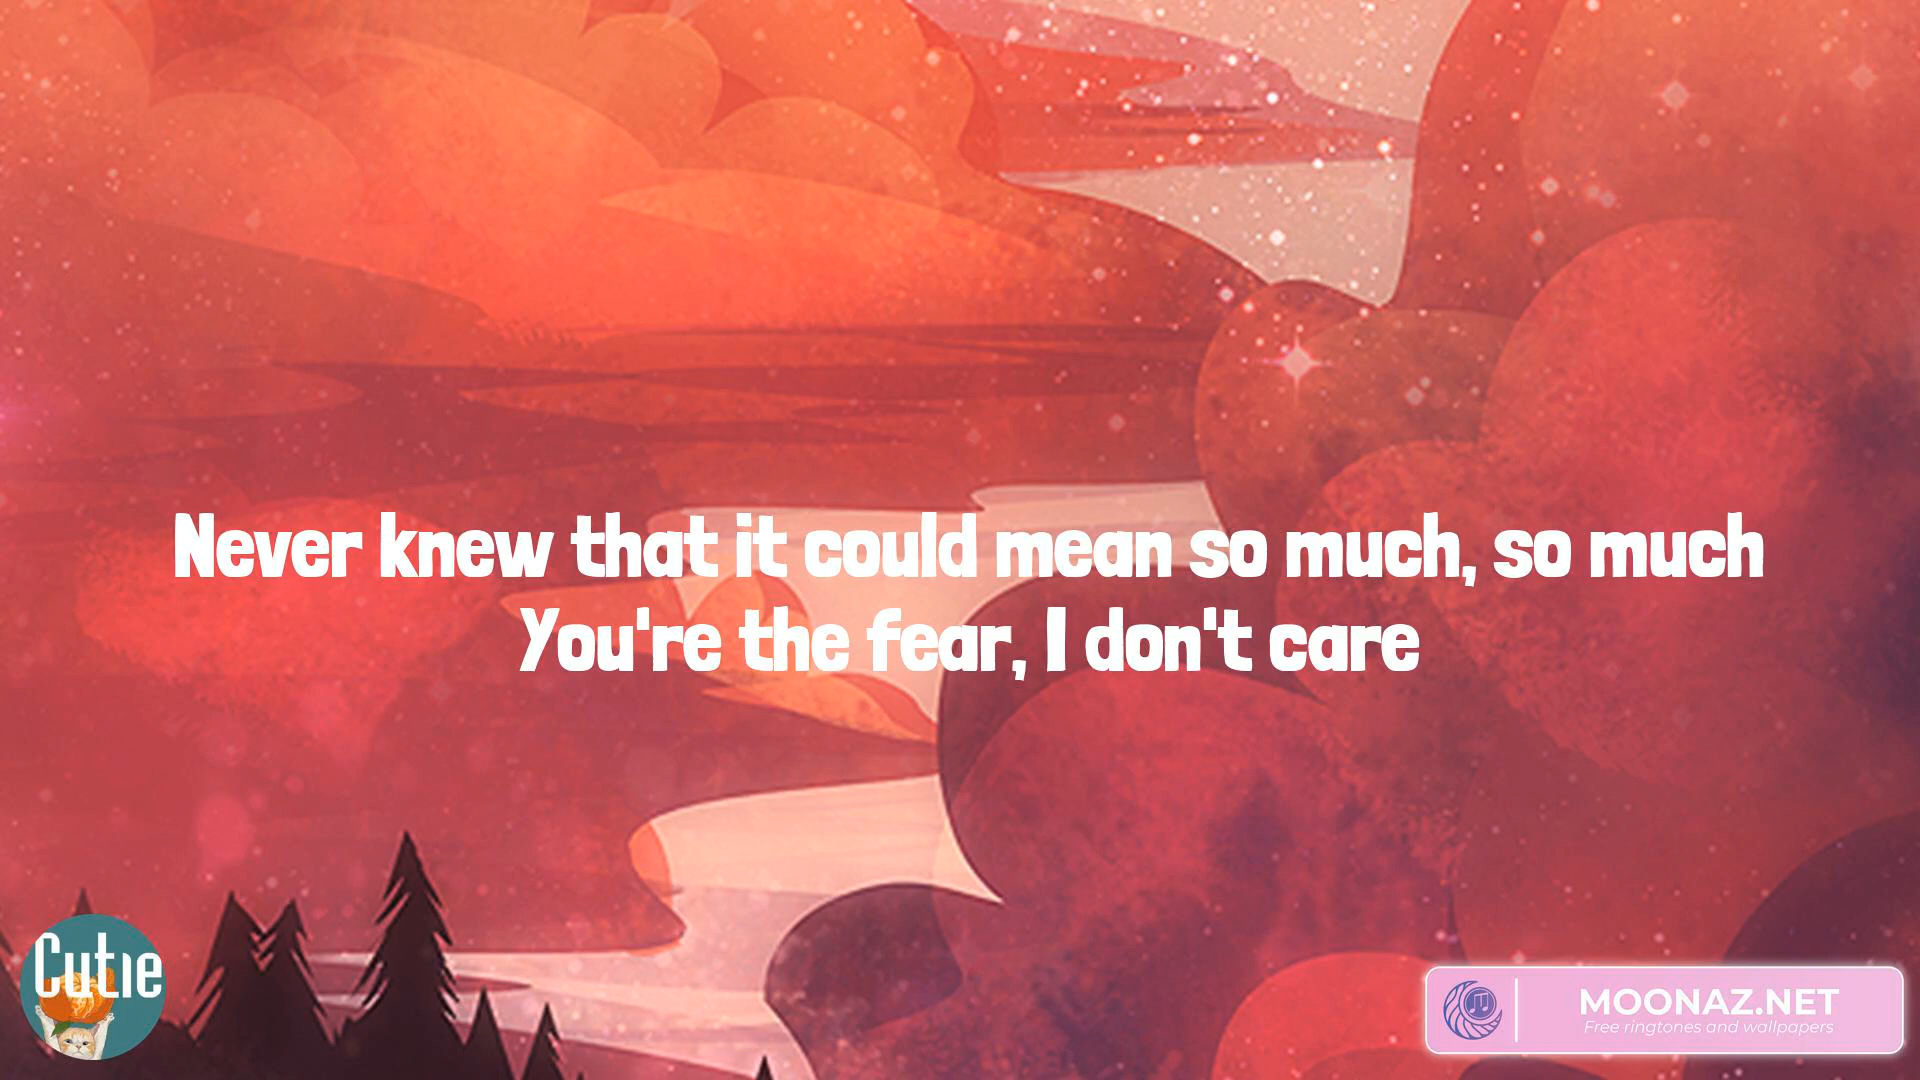 Never knew that it could mean so much, so much
You're the fear, I don't care
Cutie
MOONAZ.NET
Free ringtones and wallpapers